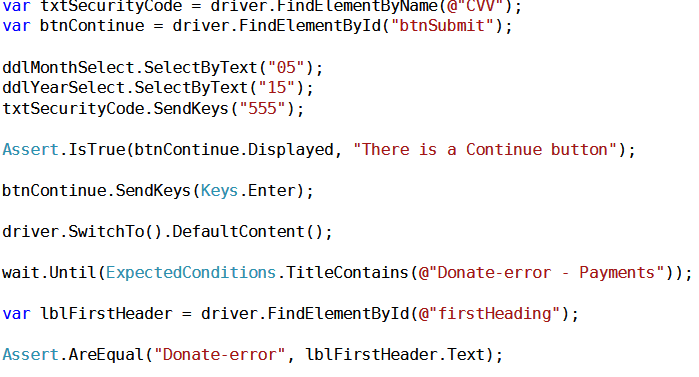 var txtSecurityCode = driver.FindElementByName(@"CVV");
var btnContinue = driver.FindElementById("btnSubmit");
ddlMonthSelect.SelectByText("05");
ddlYearSelect.SelectByText("15");
txtSecurityCode.SendKeys("555");
Assert.IsTrue(btnContinue.Displayed, "There is a Continue button");
btnContinue.SendKeys(Keys.Enter);
driver.SwitchTo().DefaultContent();
wait.Until(ExpectedConditions.TitleContains(@"Donate-error - Payments"));
var lblFirstHeader = driver.FindElementById(@"firstHeading");
Assert.AreEqual("Donate-error", lblFirstHeader.Text);